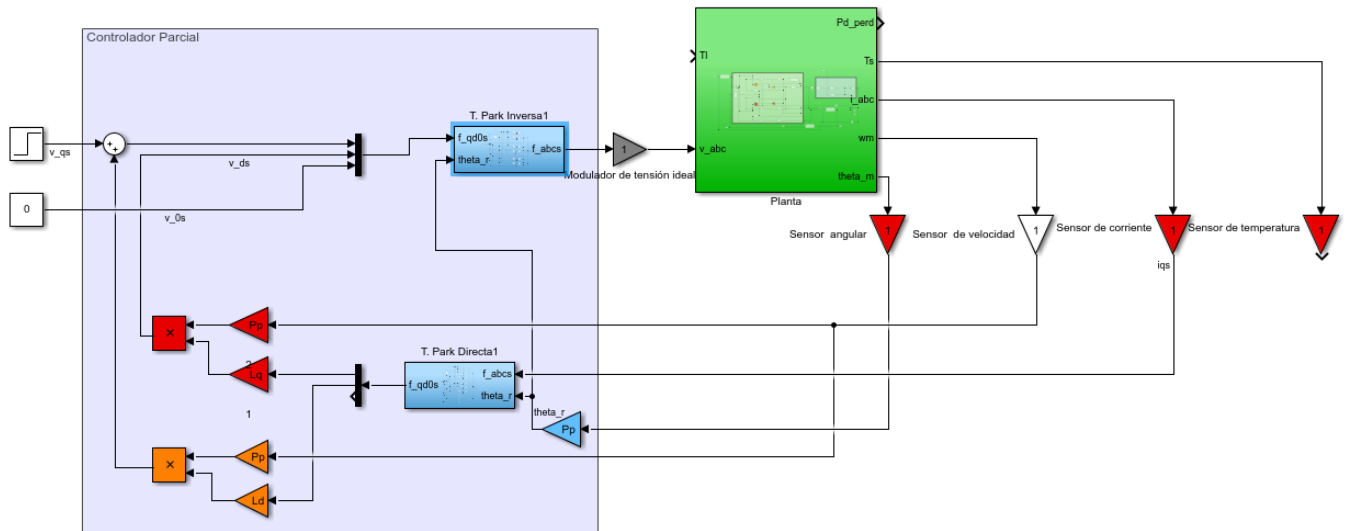 Controlador Parcial
Pd_perd
Tl
Ts
i_abc
wm
theta_m
v_abc
Planta
T. Park Inversa1
f_qd0s
theta_r
f_abcs
1
Modulador de tensión ideal
v_qs
v_ds
0
v_0s
Sensor angular
1
Sensor de velocidad
1
Sensor de corriente
1
Sensor de temperatura
1
iqs
×
Pp
2
Lq
T. Park Directa1
f_qd0s
f_abcs
theta_r
theta_r
Pp
1
×
Pp
Ld